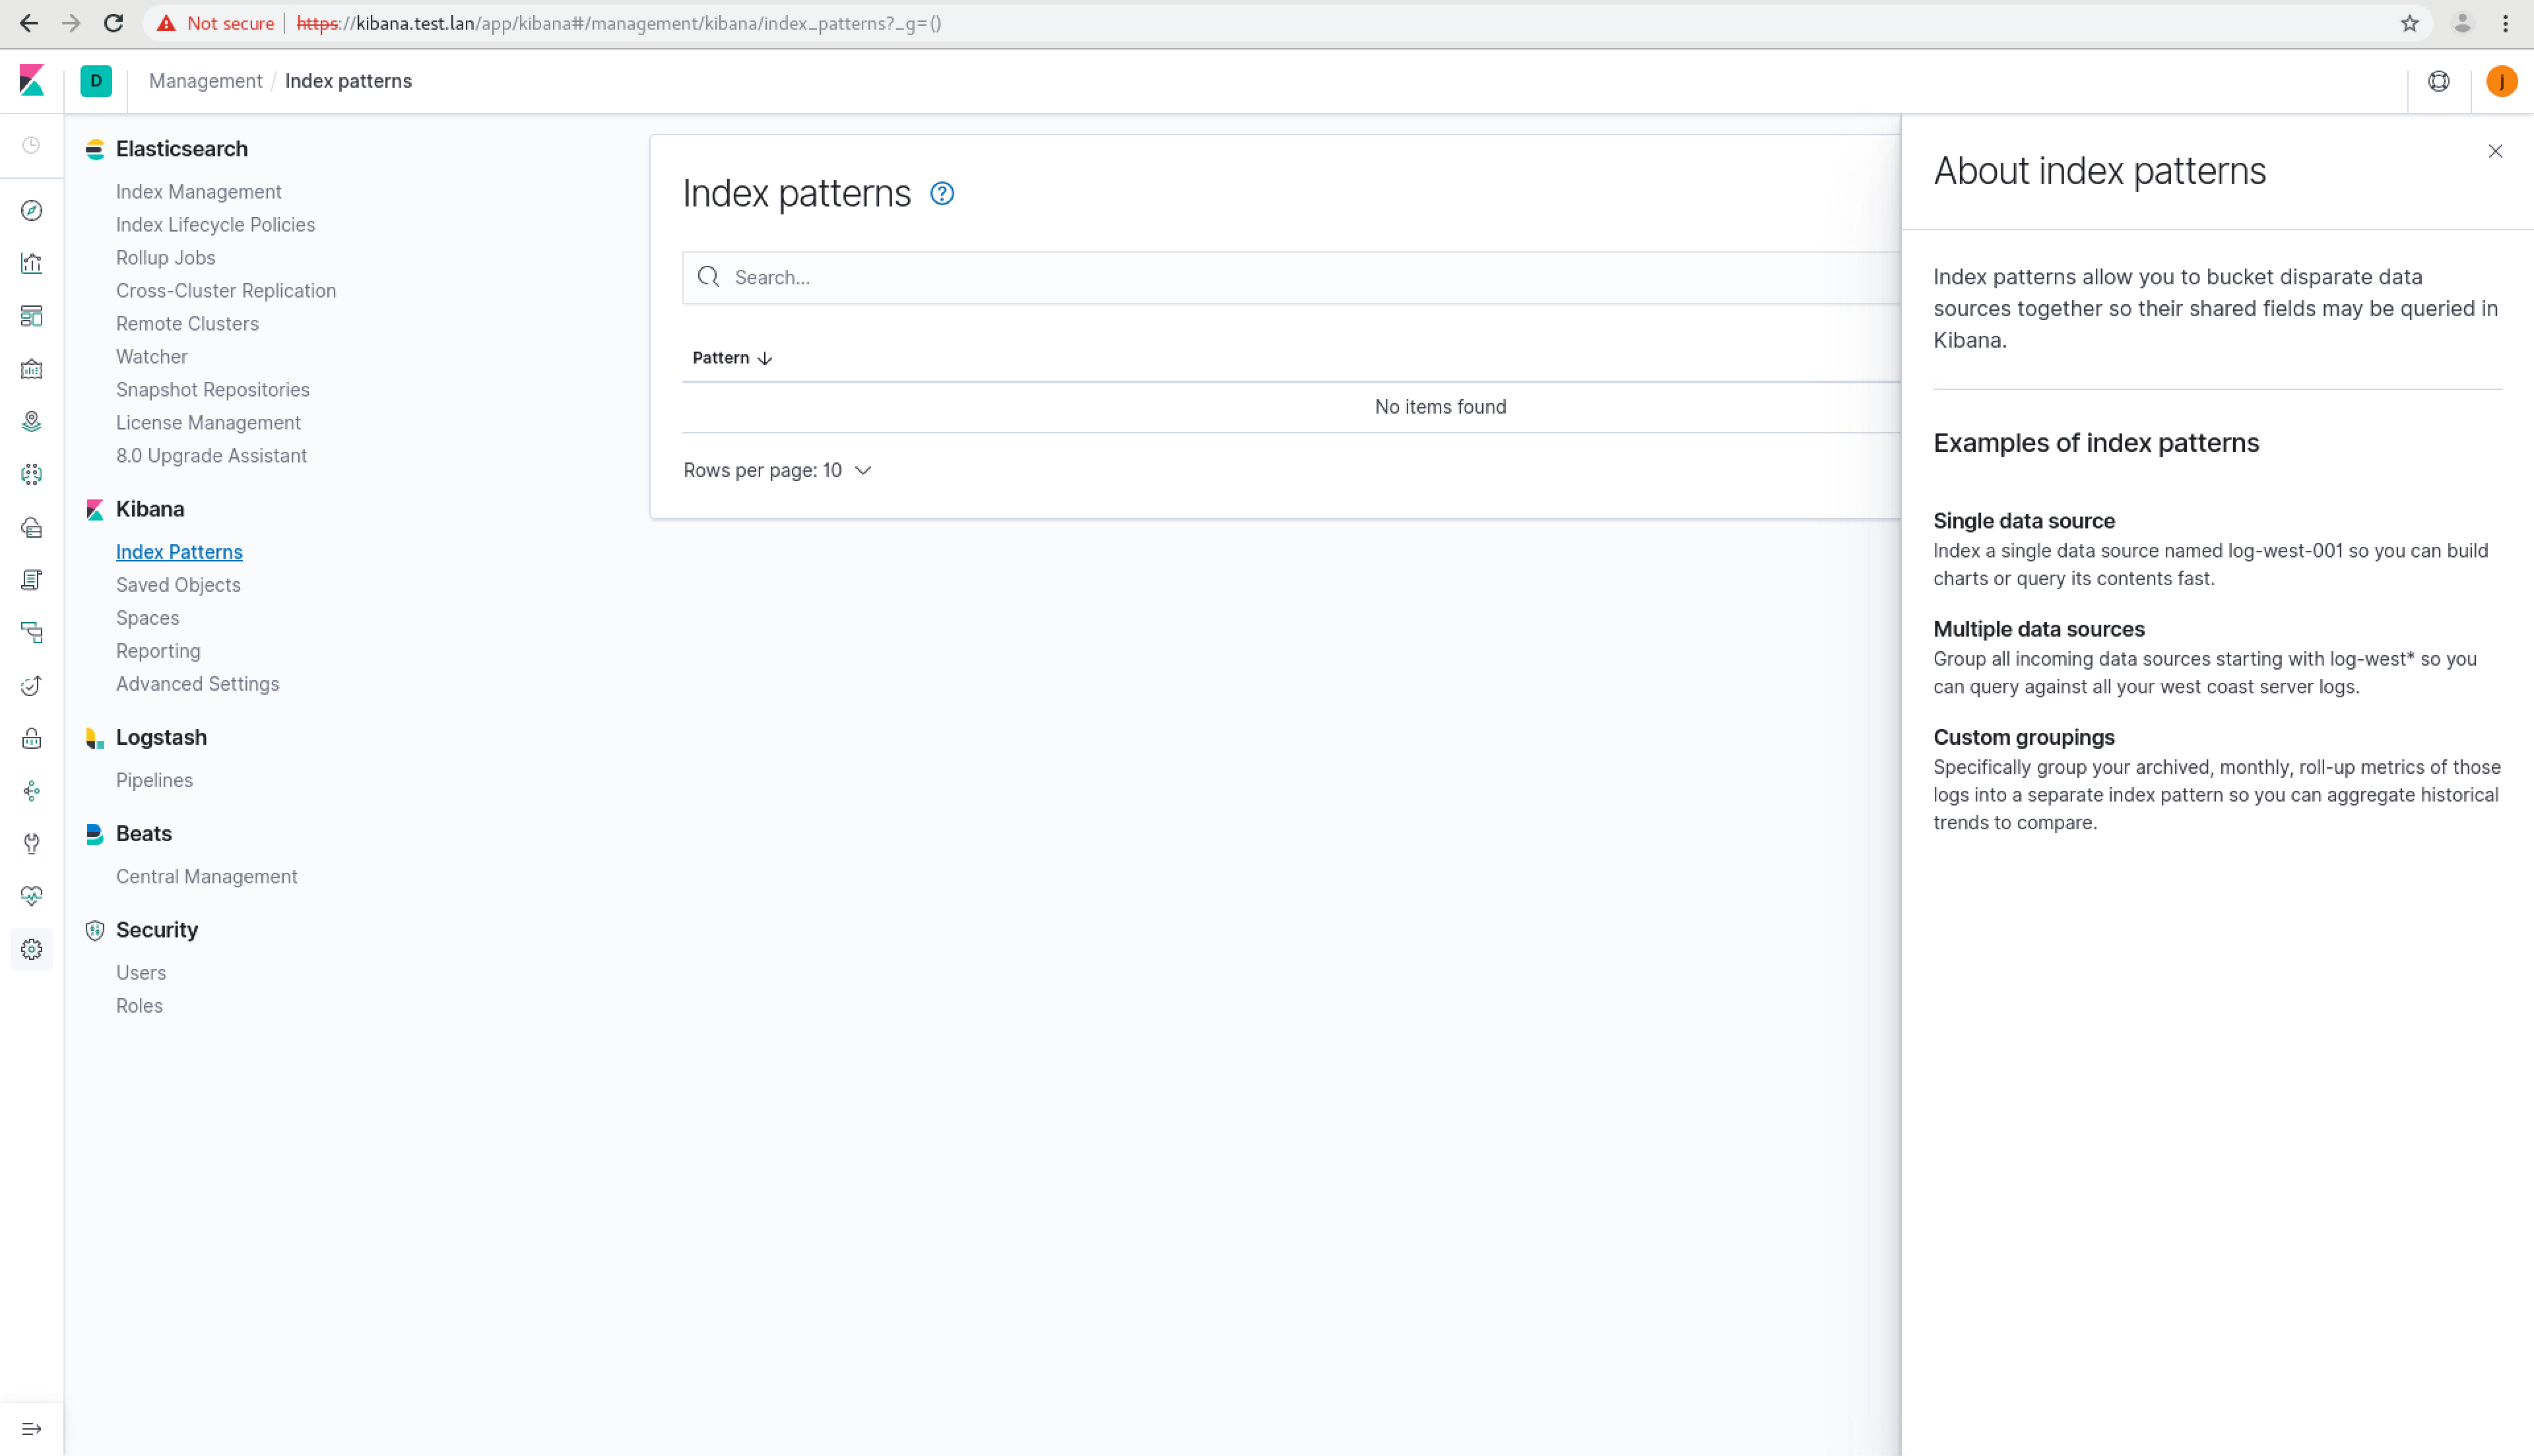 Not secure | https://kibana.test.lan/app/kibana#/management/kibana/index_patterns?_g=()
D
Management / Index patterns
j
Elasticsearch
Index Management
Index Lifecycle Policies
Rollup Jobs
Cross-Cluster Replication
Remote Clusters
Watcher
Snapshot Repositories
License Management
8.0 Upgrade Assistant
Kibana
Index Patterns
Saved Objects
Spaces
Reporting
Advanced Settings
Logstash
Pipelines
Beats
Central Management
Security
Users
Roles
Index patterns
Search...
Pattern
No items found
Rows per page: 10
About index patterns
Index patterns allow you to bucket disparate data
sources together so their shared fields may be queried in
Kibana.
Examples of index patterns
Single data source
Index a single data source named log-west-001 so you can build
charts or query its contents fast.
Multiple data sources
Group all incoming data sources starting with log-west* so you
can query against all your west coast server logs.
Custom groupings
Specifically group your archived, monthly, roll-up metrics of those
logs into a separate index pattern so you can aggregate historical
trends to compare.